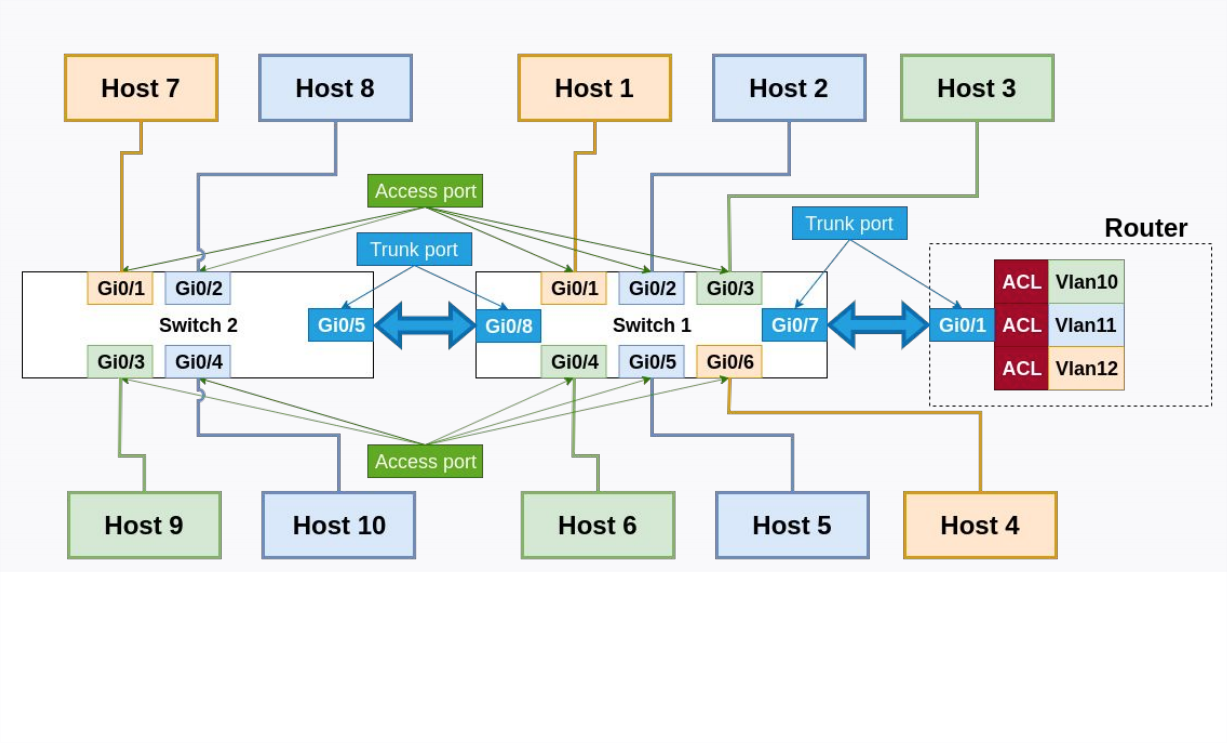 Host 7
Host 8
Host 1
Host 2
Host 3
Access port
Trunk port
Trunk port
Router
Gi0/1
Gi0/2
Gi0/1
Gi0/2
Gi0/3
ACL
Vlan10
Switch 2
Gi0/5
Gi0/8
Switch 1
Gi0/7
Gi0/1
ACL
Vlan11
Gi0/3
Gi0/4
Gi0/4
Gi0/5
Gi0/6
ACL
Vlan12
Access port
Host 9
Host 10
Host 6
Host 5
Host 4